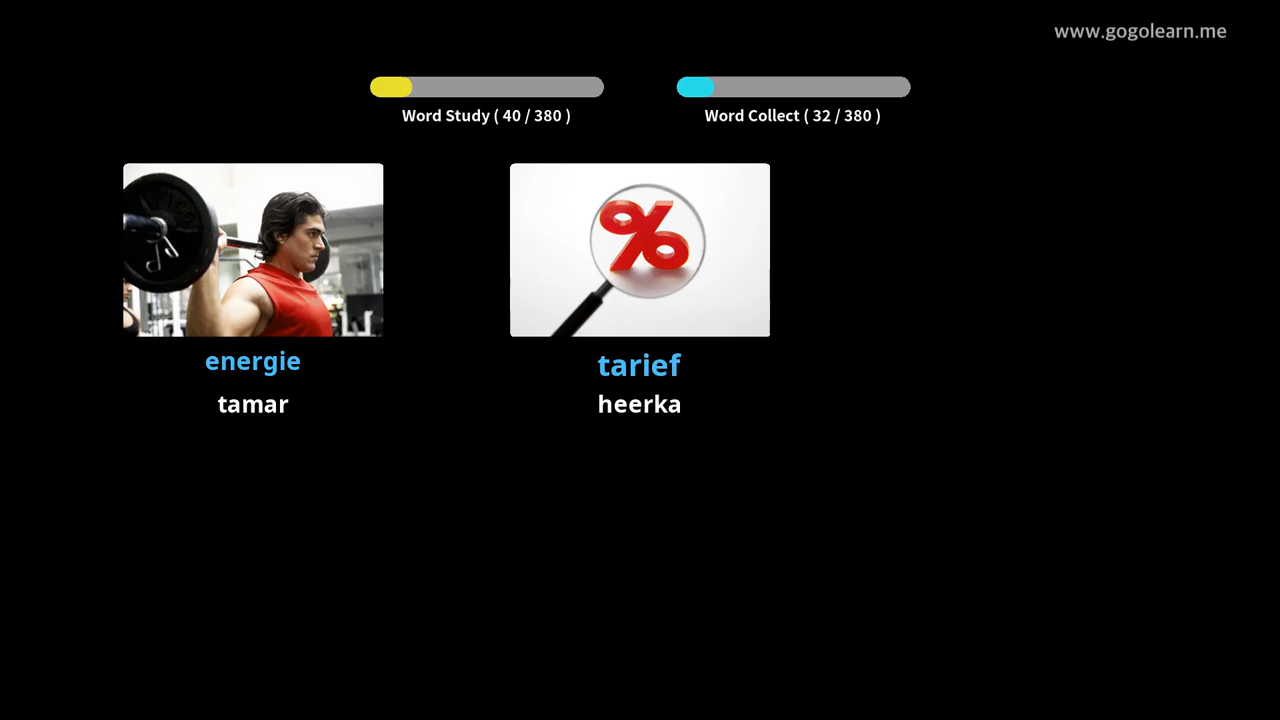 www.gogolearn.me
Word Study ( 40 / 380 )
Word Collect ( 32 / 380 )
energie
tamar
tarief
heerka